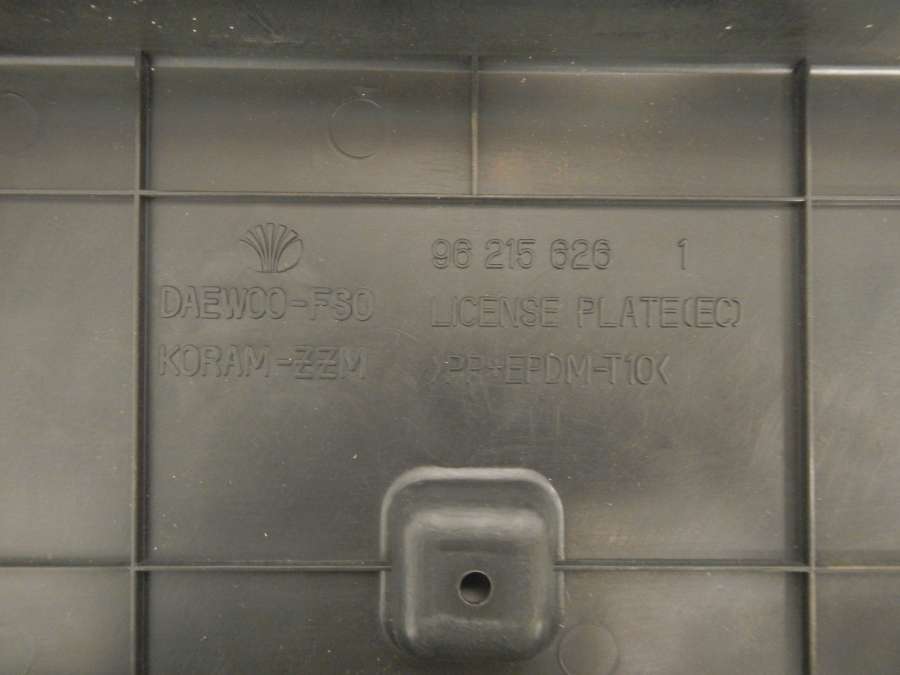 96 215 626 1
DAEWOO-FSO LICENSE PLATE(EC)
KORAM-ZZM >PP+EPDM-T10<